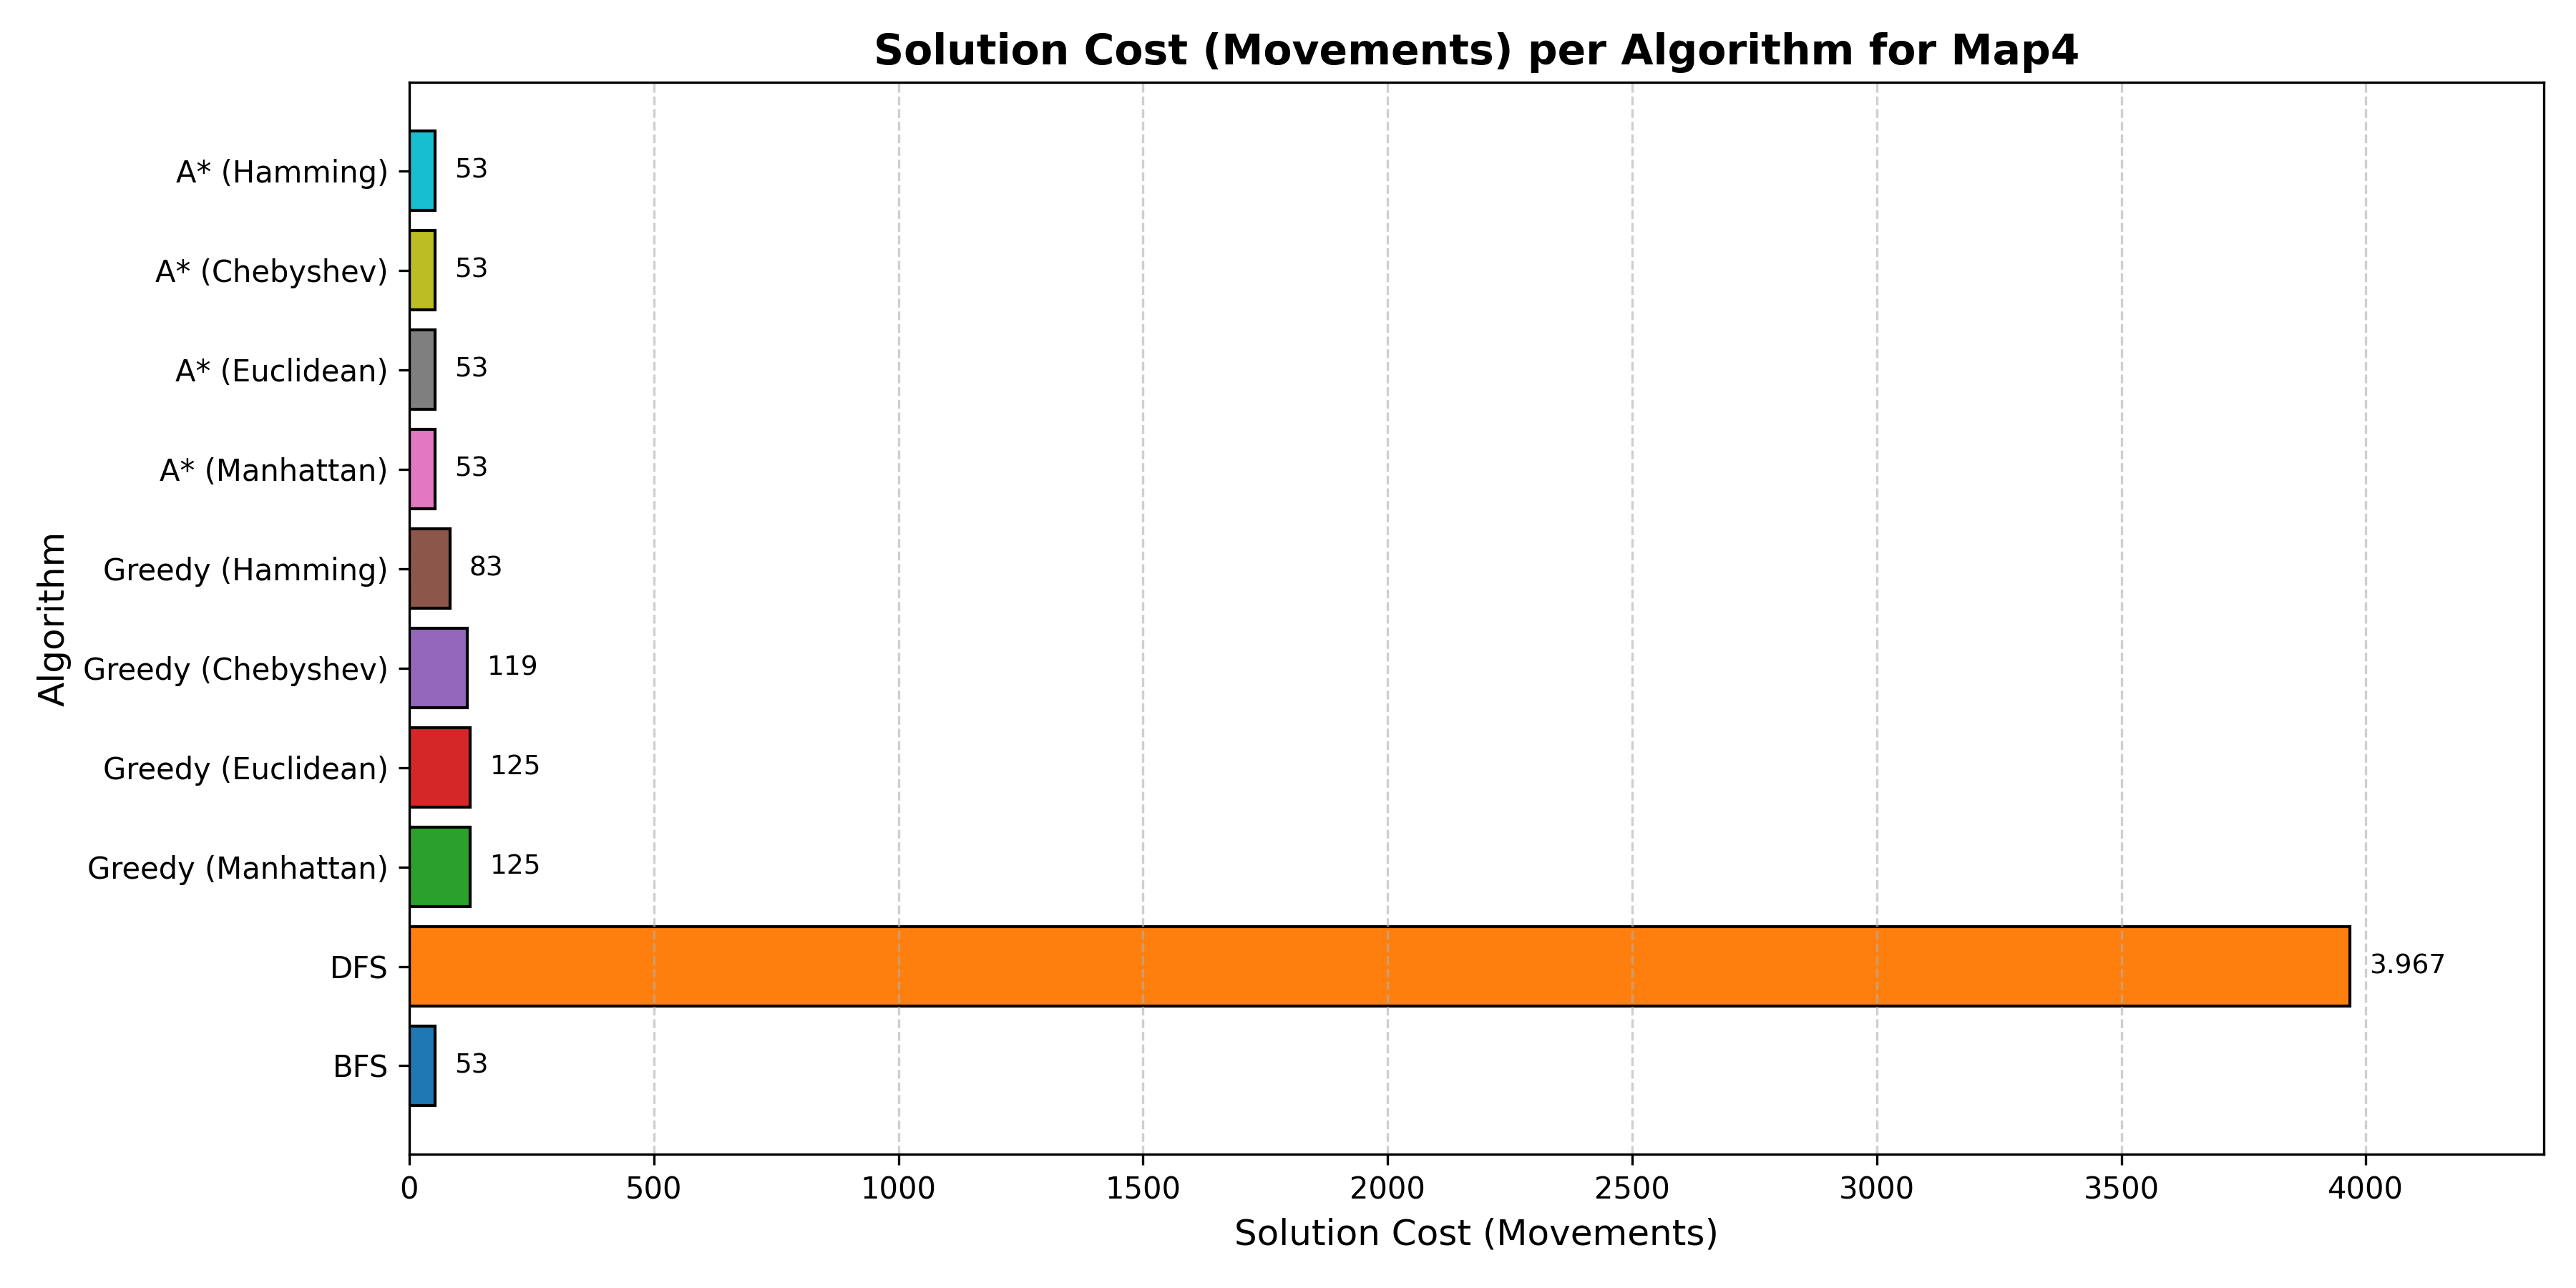 Solution Cost (Movements) per Algorithm for Map4
Algorithm
A* (Hamming) 53
A* (Chebyshev) 53
A* (Euclidean) 53
A* (Manhattan) 53
Greedy (Hamming) 83
Greedy (Chebyshev) 119
Greedy (Euclidean) 125
Greedy (Manhattan) 125
DFS 3.967
BFS 53
0 500 1000 1500 2000 2500 3000 3500 4000
Solution Cost (Movements)